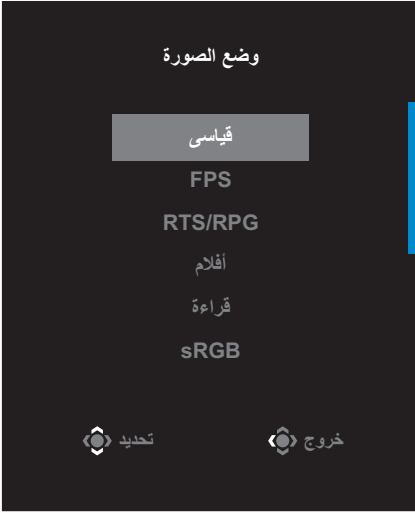 وضع الصورة
قياسى
FPS
RTS/RPG
أفلام
قراءة
sRGB
خروج تحديد